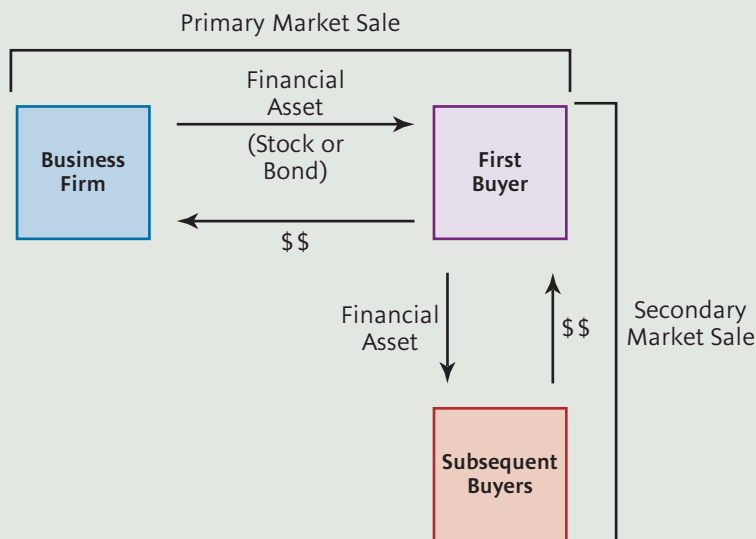 Primary Market Sale
Financial
Asset
(Stock or
Bond)
Business
Firm
First
Buyer
$$
Financial
Asset
$$
Secondary
Market Sale
Subsequent
Buyers